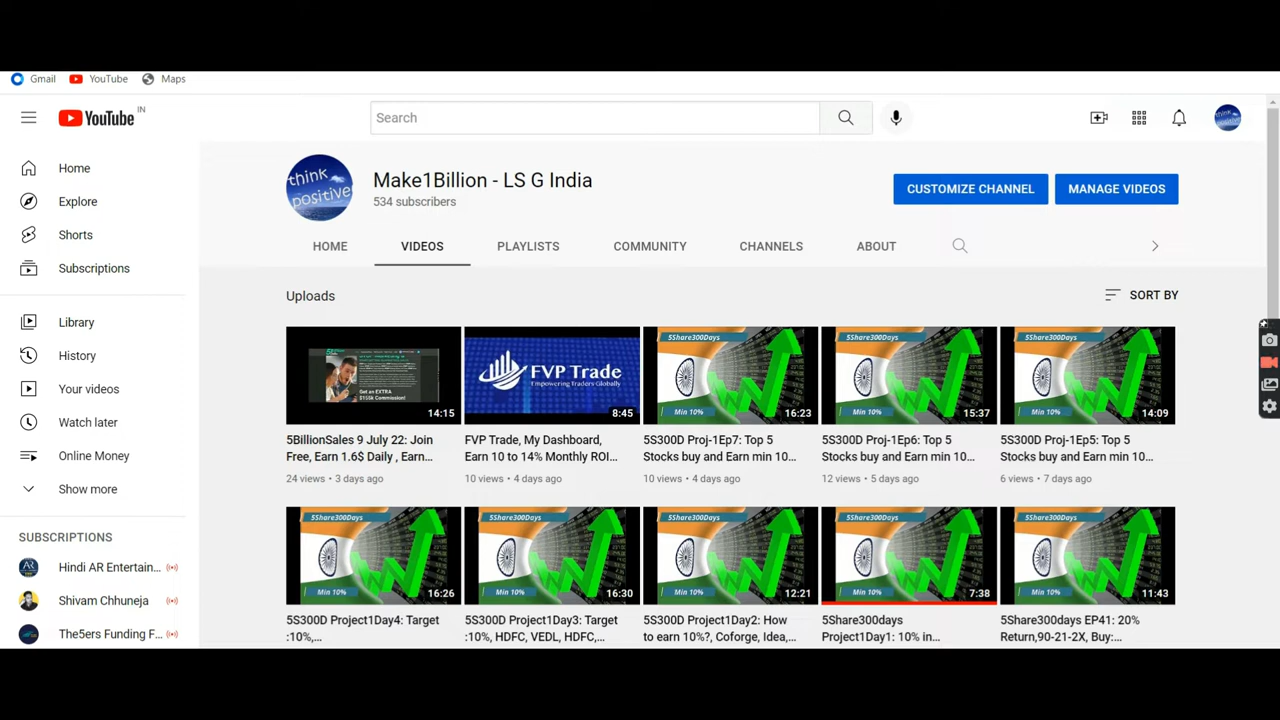 Gmail YouTube Maps
YouTube IN
Search
Home
Explore
Shorts
Subscriptions
Library
History
Your videos
Watch later
Online Money
Show more
SUBSCRIPTIONS
Hindi AR Entertain...
Shivam Chhuneja
The5ers Funding F...
think
positive
Make1Billion - LS G India
534 subscribers
CUSTOMIZE CHANNEL MANAGE VIDEOS
HOME VIDEOS PLAYLISTS COMMUNITY CHANNELS ABOUT
Uploads
SORT BY
14:15
5BillionSales 9 July 22: Join
Free, Earn 1.6$ Daily , Earn...
24 views • 3 days ago
FVP Trade
Empowering Traders Globally
8:45
FVP Trade, My Dashboard,
Earn 10 to 14% Monthly ROI...
10 views • 4 days ago
5Share300Days
Min 10%
16:23
5S300D Proj-1Ep7: Top 5
Stocks buy and Earn min 10...
10 views • 4 days ago
5Share300Days
Min 10%
15:37
5S300D Proj-1Ep6: Top 5
Stocks buy and Earn min 10...
12 views • 5 days ago
5Share300Days
Min 10%
14:09
5S300D Proj-1Ep5: Top 5
Stocks buy and Earn min 10...
6 views • 7 days ago
5Share300Days
Min 10%
16:26
5S300D Project1Day4: Target
:10%,...
5Share300Days
Min 10%
16:30
5S300D Project1Day3: Target
:10%, HDFC, VEDL, HDFC,...
5Share300Days
Min 10%
12:21
5S300D Project1Day2: How
to earn 10%?, Coforge, Idea,...
5Share300Days
Min 10%
7:38
5Share300days
Project1Day1: 10% in...
5Share300Days
Min 10%
11:43
5Share300days EP41: 20%
Return,90-21-2X, Buy:...